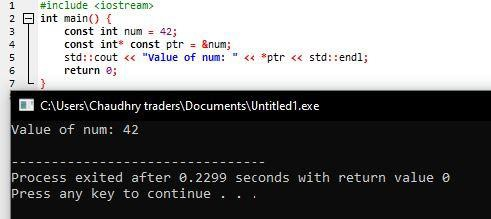 1 #include <iostream>
2 int main() {
3 const int num = 42;
4 const int* const ptr = &num;
5 std::cout << "Value of num: " << *ptr << std::endl;
6 return 0;
7 }
C:\Users\Chaudhry traders\Documents\Untitled1.exe
Value of num: 42
--------------------------------
Process exited after 0.2299 seconds with return value 0
Press any key to continue . . .